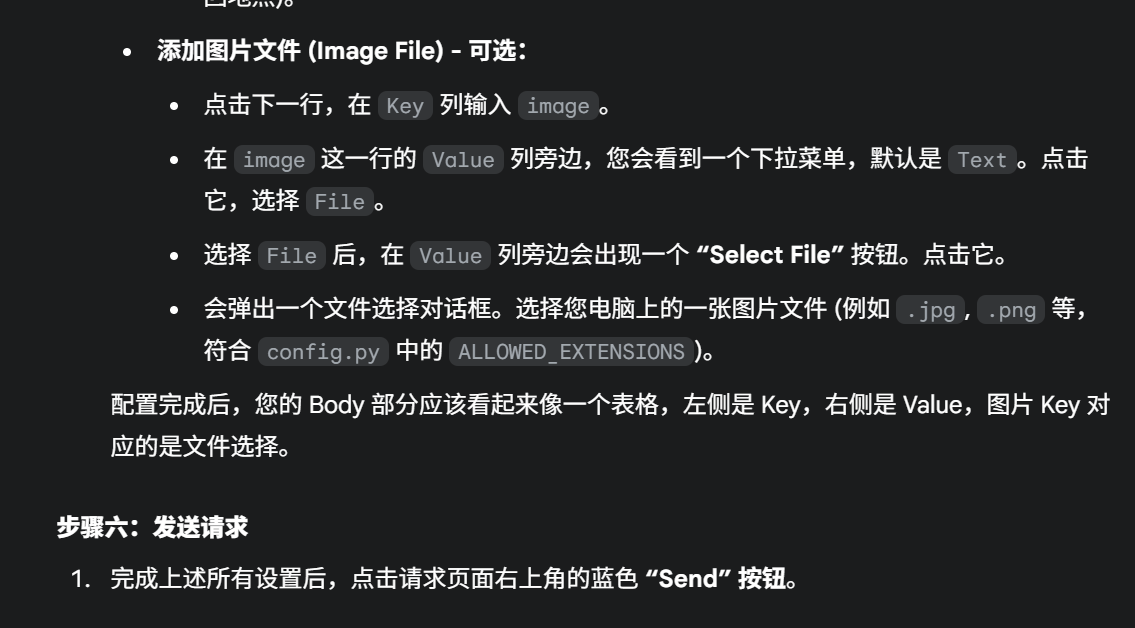 回地点)。
添加图片文件 (Image File) - 可选：
点击下一行，在 Key 列输入 image 。
在 image 这一行的 Value 列旁边，您会看到一个下拉菜单，默认是 Text 。点击
它，选择 File 。
选择 File 后，在 Value 列旁边会出现一个 “Select File” 按钮。点击它。
会弹出一个文件选择对话框。选择您电脑上的一张图片文件 (例如 .jpg, .png 等，
符合 config.py 中的 ALLOWED_EXTENSIONS )。
配置完成后，您的 Body 部分应该看起来像一个表格，左侧是 Key，右侧是 Value，图片 Key 对
应的是文件选择。
步骤六：发送请求
1. 完成上述所有设置后，点击请求页面右上角的蓝色 “Send” 按钮。